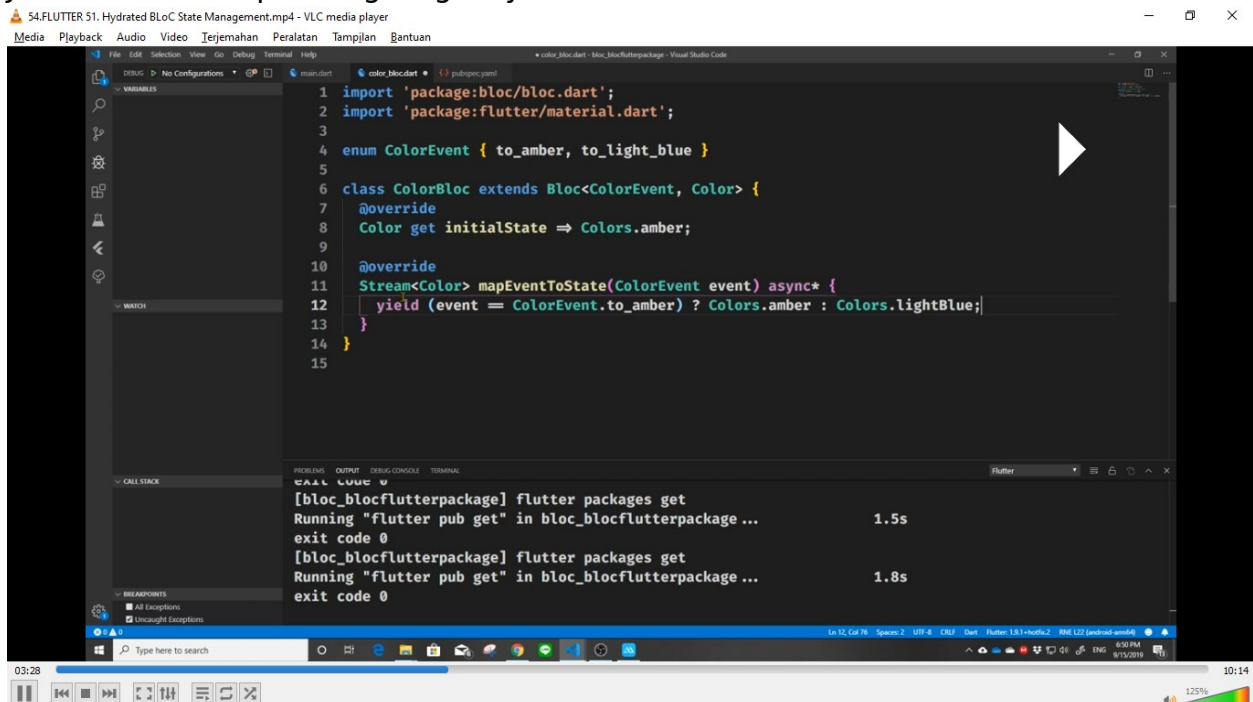 54.FLUTTER 51. Hydrated BLoC State Management.mp4 - VLC media player
Media Playback Audio Video Terjemahan Peralatan Tampilan Bantuan
File Edit Selection View Go Debug Terminal Help
● color_bloc.dart - bloc_blocflutterpackage - Visual Studio Code
DEBUG No Configurations
main.dart color_bloc.dart ● pubspec.yaml
VARIABLES
1 import 'package:bloc/bloc.dart';
2 import 'package:flutter/material.dart';
3
4 enum ColorEvent { to_amber, to_light_blue }
5
6 class ColorBloc extends Bloc<ColorEvent, Color> {
7 @override
8 Color get initialState ⇒ Colors.amber;
9
10 @override
11 Stream<Color> mapEventToState(ColorEvent event) async* {
12 yield (event == ColorEvent.to_amber) ? Colors.amber : Colors.lightBlue;
13 }
14 }
15
WATCH
CALL STACK
BREAKPOINTS
All Exceptions
Uncaught Exceptions
PROBLEMS OUTPUT DEBUG CONSOLE TERMINAL
Flutter
exit code 0
[bloc_blocflutterpackage] flutter packages get
Running "flutter pub get" in bloc_blocflutterpackage... 1.5s
exit code 0
[bloc_blocflutterpackage] flutter packages get
Running "flutter pub get" in bloc_blocflutterpackage... 1.8s
exit code 0
0 0
Ln 12, Col 76 Spaces: 2 UTF-8 CRLF Dart Flutter: 1.9.1+hotfix.2 RNE L22 (android-arm64)
Type here to search
ENG
6:50 PM
9/15/2019
03:28
10:14
125%